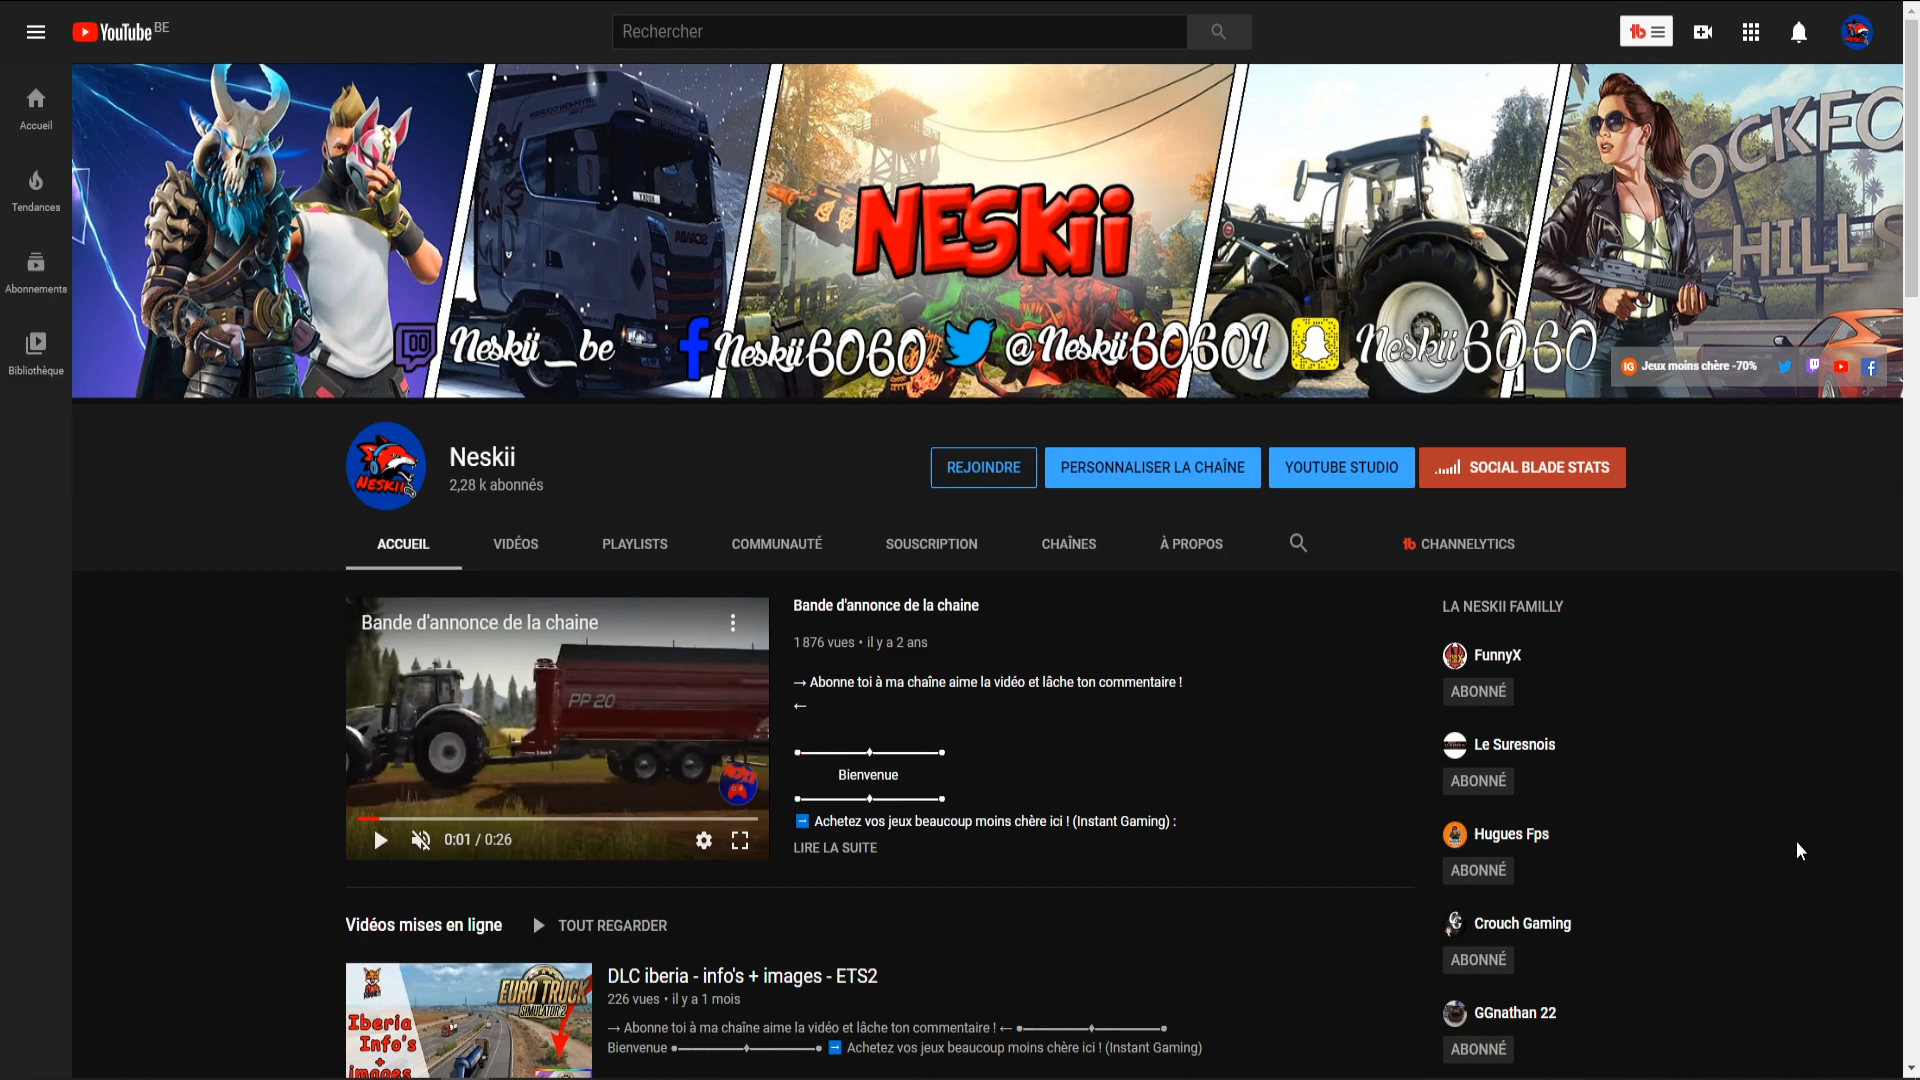 YouTube BE
Rechercher
Accueil
Tendances
Abonnements
Bibliothèque
NESKii
Neskii_be
Neskii6060
@Neskii60601
Neskii6060
OCKFO
HILLS
IG Jeux moins chère -70%
NESKII
Neskii
2,28 k abonnés
REJOINDRE
PERSONNALISER LA CHAÎNE
YOUTUBE STUDIO
SOCIAL BLADE STATS
ACCUEIL
VIDÉOS
PLAYLISTS
COMMUNAUTÉ
SOUSCRIPTION
CHAÎNES
À PROPOS
CHANNELYTICS
Bande d'annonce de la chaine
PP 20
0:01 / 0:26
Bande d'annonce de la chaine
1 876 vues • il y a 2 ans
→ Abonne toi à ma chaîne aime la vidéo et lâche ton commentaire !
←
Bienvenue
➡ Achetez vos jeux beaucoup moins chère ici ! (Instant Gaming) :
LIRE LA SUITE
LA NESKII FAMILLY
FunnyX
ABONNÉ
Le Suresnois
ABONNÉ
Hugues Fps
ABONNÉ
Crouch Gaming
ABONNÉ
GGnathan 22
ABONNÉ
Vidéos mises en ligne
TOUT REGARDER
EURO TRUCK
SIMULATOR 2
Iberia
Info's
+
images
DLC iberia - info's + images - ETS2
226 vues • il y a 1 mois
→ Abonne toi à ma chaîne aime la vidéo et lâche ton commentaire ! ← ●────────♦────────●
Bienvenue ●────────♦────────● ➡ Achetez vos jeux beaucoup moins chère ici ! (Instant Gaming)